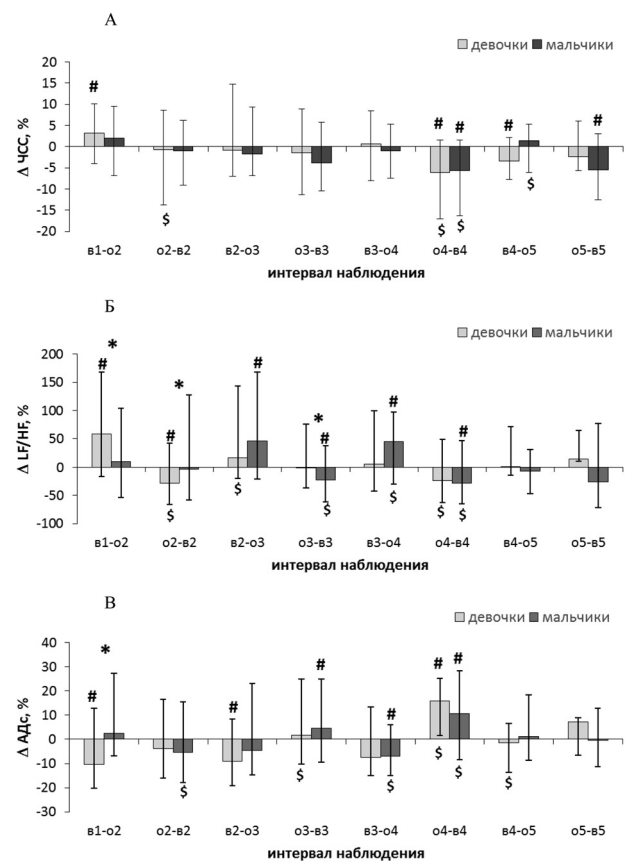 А
девочки мальчики
Δ ЧСС, %
20
15
10
5
0
-5
-10
-15
-20
# # # # #
$ $ $ $
в1-о2 о2-в2 в2-о3 о3-в3 в3-о4 о4-в4 в4-о5 о5-в5
интервал наблюдения
Б
девочки мальчики
Δ LF/HF, %
200
150
100
50
0
-50
-100
# * # * # * # # #
$ $ $ $ $ $
в1-о2 о2-в2 в2-о3 о3-в3 в3-о4 о4-в4 в4-о5 о5-в5
интервал наблюдения
В
девочки мальчики
Δ АДс, %
40
30
20
10
0
-10
-20
-30
# * # # # # #
$ $ $ $ $ $
в1-о2 о2-в2 в2-о3 о3-в3 в3-о4 о4-в4 в4-о5 о5-в5
интервал наблюдения